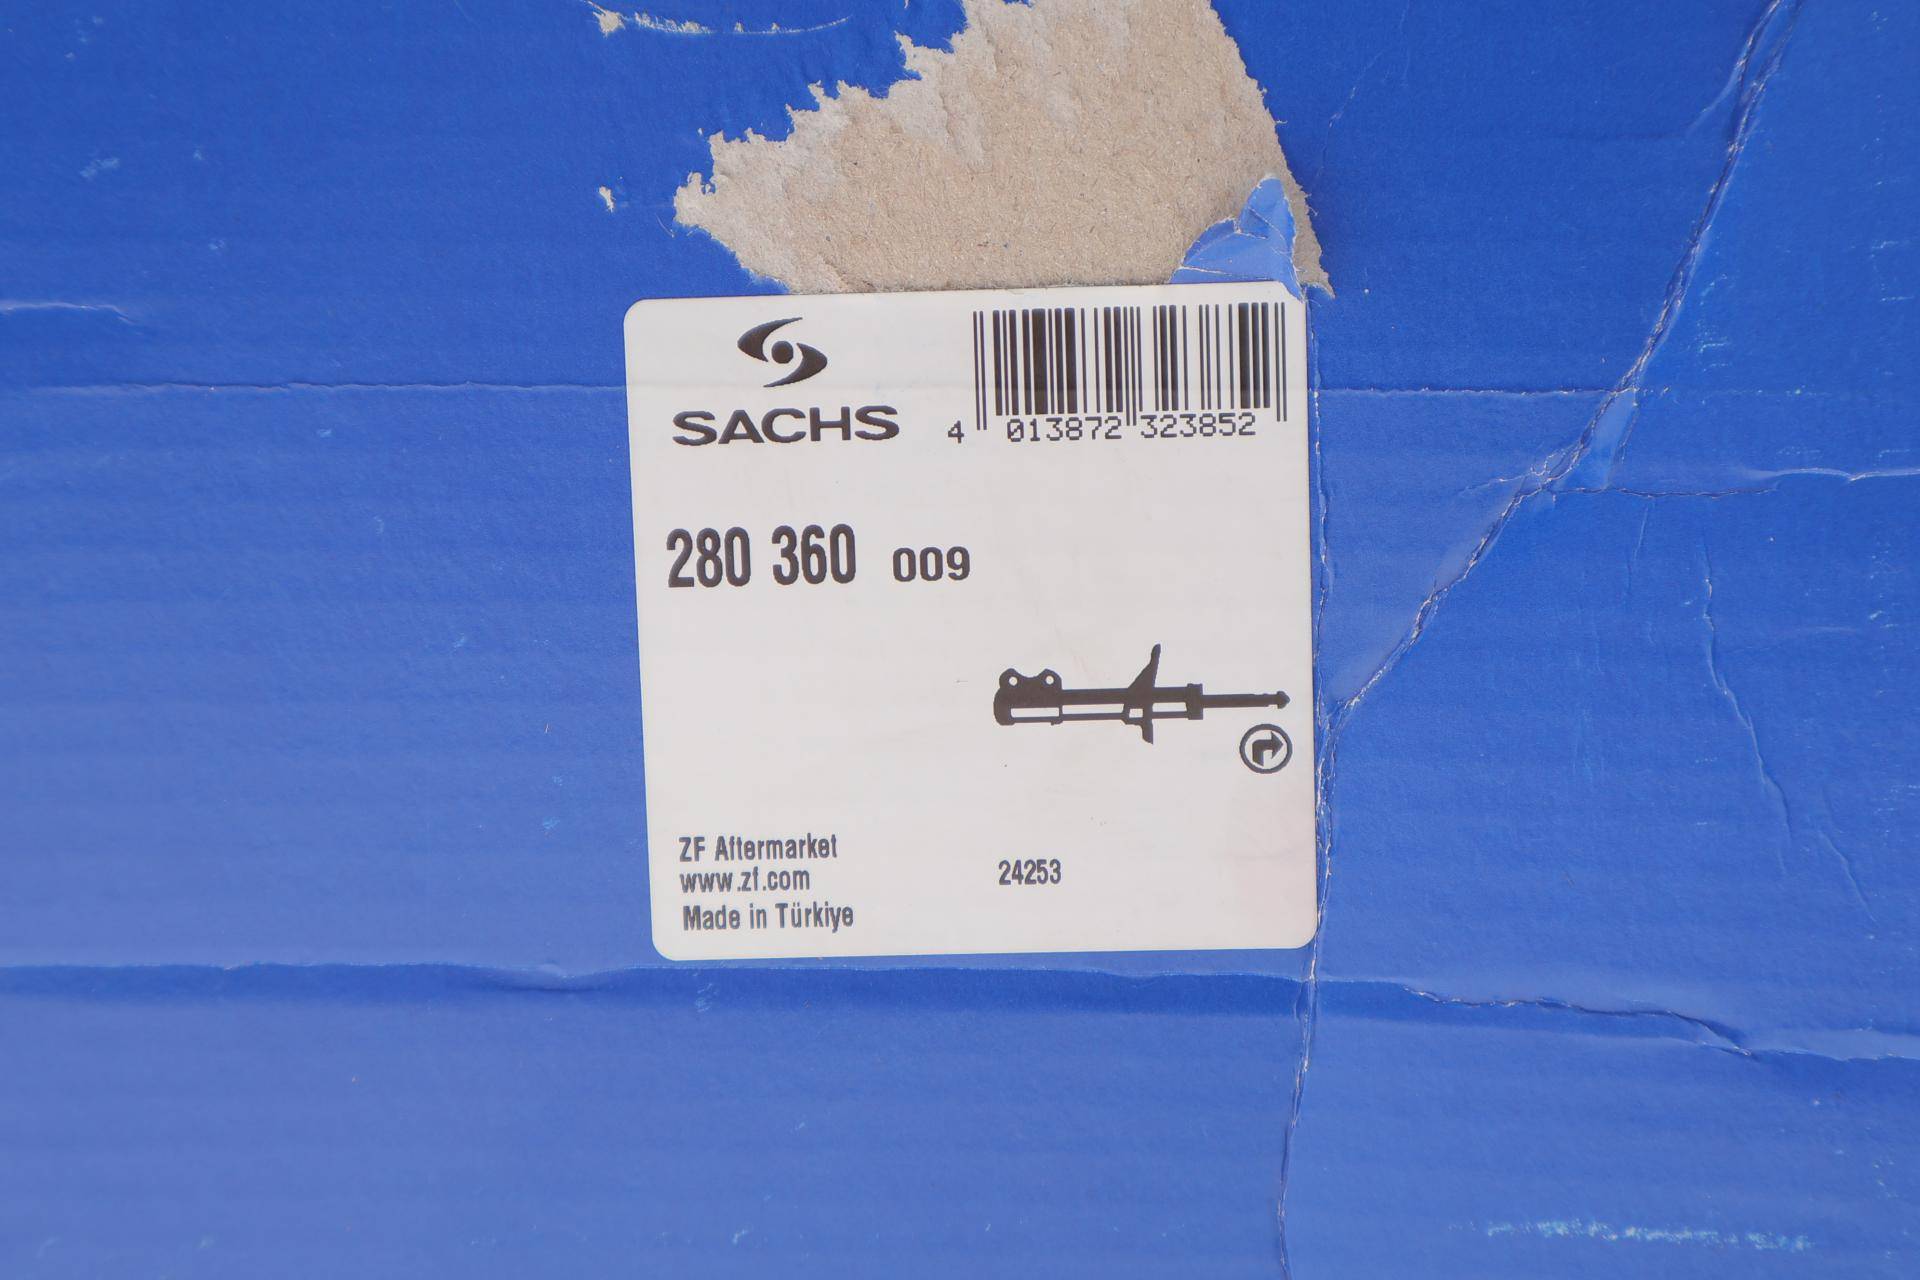 SACHS
4 013872 323852
280 360 009
ZF Aftermarket
www.zf.com
Made in Türkiye
24253